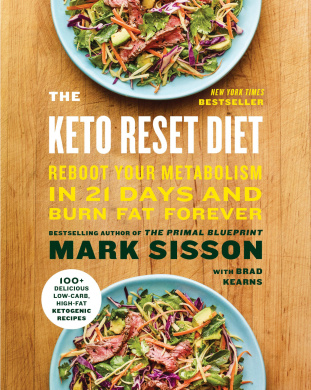 NEW YORK TIMES
BESTSELLER
THE
KETO RESET DIET
REBOOT YOUR METABOLISM
IN 21 DAYS AND
BURN FAT FOREVER
BESTSELLING AUTHOR OF THE PRIMAL BLUEPRINT
MARK SISSON
WITH BRAD
KEARNS
100+
DELICIOUS
LOW-CARB,
HIGH-FAT
KETOGENIC
RECIPES